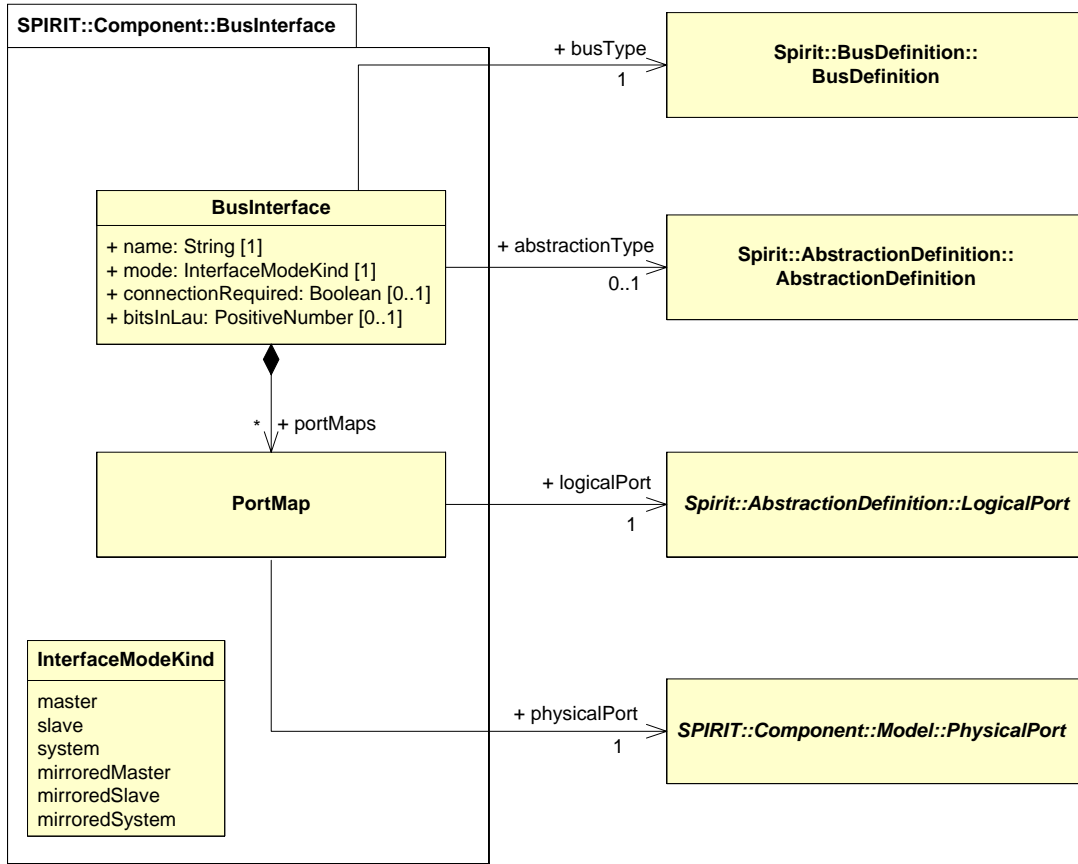 SPIRIT::Component::BusInterface
+ busType
1
Spirit::BusDefinition::
BusDefinition
BusInterface
+ name: String [1]
+ mode: InterfaceModeKind [1]
+ connectionRequired: Boolean [0..1]
+ bitsInLau: PositiveNumber [0..1]
+ abstractionType
0..1
Spirit::AbstractionDefinition::
AbstractionDefinition
* + portMaps
PortMap
+ logicalPort
1
Spirit::AbstractionDefinition::LogicalPort
InterfaceModeKind
master
slave
system
mirroredMaster
mirroredSlave
mirroredSystem
+ physicalPort
1
SPIRIT::Component::Model::PhysicalPort